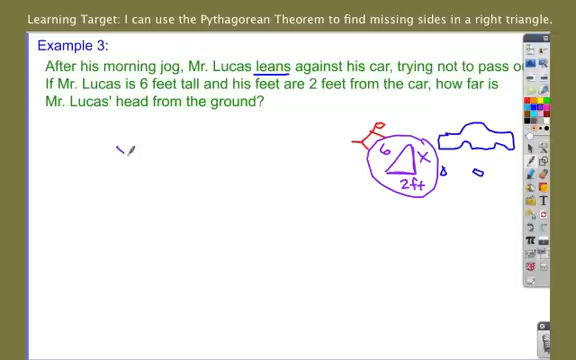 Learning Target: I can use the Pythagorean Theorem to find missing sides in a right triangle.
Example 3:
After his morning jog, Mr. Lucas leans against his car, trying not to pass o
If Mr. Lucas is 6 feet tall and his feet are 2 feet from the car, how far is
Mr. Lucas' head from the ground?
6 x
2ft